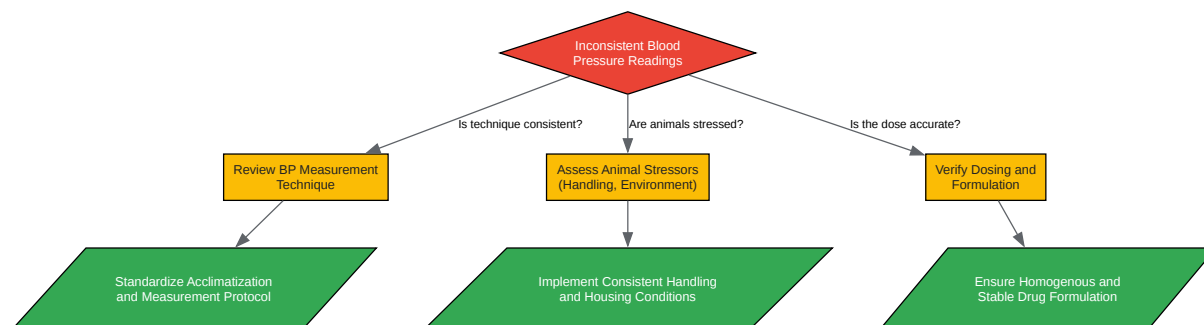 Inconsistent Blood
Pressure Readings
Is technique consistent?
Are animals stressed?
Is the dose accurate?
Review BP Measurement
Technique
Assess Animal Stressors
(Handling, Environment)
Verify Dosing and
Formulation
Standardize Acclimatization
and Measurement Protocol
Implement Consistent Handling
and Housing Conditions
Ensure Homogenous and
Stable Drug Formulation